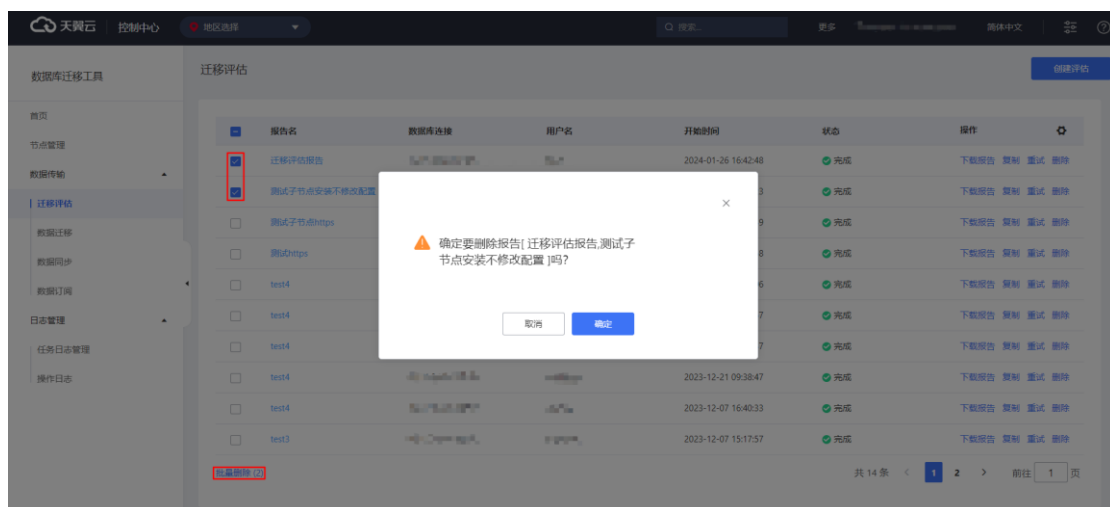 天翼云 控制中心 地区选择 搜索... 更多 简体中文
数据库迁移工具
迁移评估 创建评估
首页
节点管理
数据传输
迁移评估
数据迁移
数据同步
数据订阅
日志管理
任务日志管理
操作日志
报告名 数据库连接 用户名 开始时间 状态 操作
迁移评估报告 2024-01-26 16:42:48 完成 下载报告 复制 重试 删除
测试子节点安装不修改配置 3 完成 下载报告 复制 重试 删除
测试子节点https 9 完成 下载报告 复制 重试 删除
测试https 8 完成 下载报告 复制 重试 删除
test4 6 完成 下载报告 复制 重试 删除
test4 7 完成 下载报告 复制 重试 删除
test4 7 完成 下载报告 复制 重试 删除
test4 2023-12-21 09:38:47 完成 下载报告 复制 重试 删除
test4 2023-12-07 16:40:33 完成 下载报告 复制 重试 删除
test3 2023-12-07 15:17:57 完成 下载报告 复制 重试 删除
确定要删除报告[ 迁移评估报告,测试子
节点安装不修改配置 ]吗?
取消 确定
批量删除 (2) 共 14 条 < 1 2 > 前往 1 页